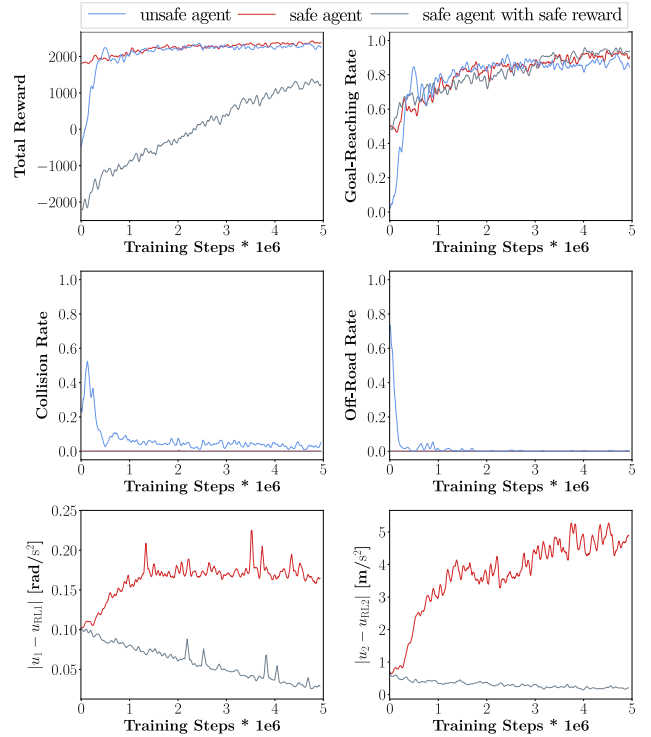 unsafe agent safe agent safe agent with safe reward
Total Reward
2000
1000
0
−1000
−2000
0 1 2 3 4 5
Training Steps * 1e6
Goal-Reaching Rate
1.0
0.8
0.6
0.4
0.2
0.0
0 1 2 3 4 5
Training Steps * 1e6
Collision Rate
1.0
0.8
0.6
0.4
0.2
0.0
0 1 2 3 4 5
Training Steps * 1e6
Off-Road Rate
1.0
0.8
0.6
0.4
0.2
0.0
0 1 2 3 4 5
Training Steps * 1e6
|u₁ − u_RL1| [rad/s²]
0.25
0.20
0.15
0.10
0.05
0 1 2 3 4 5
Training Steps * 1e6
|u₂ − u_RL2| [m/s²]
5
4
3
2
1
0
0 1 2 3 4 5
Training Steps * 1e6